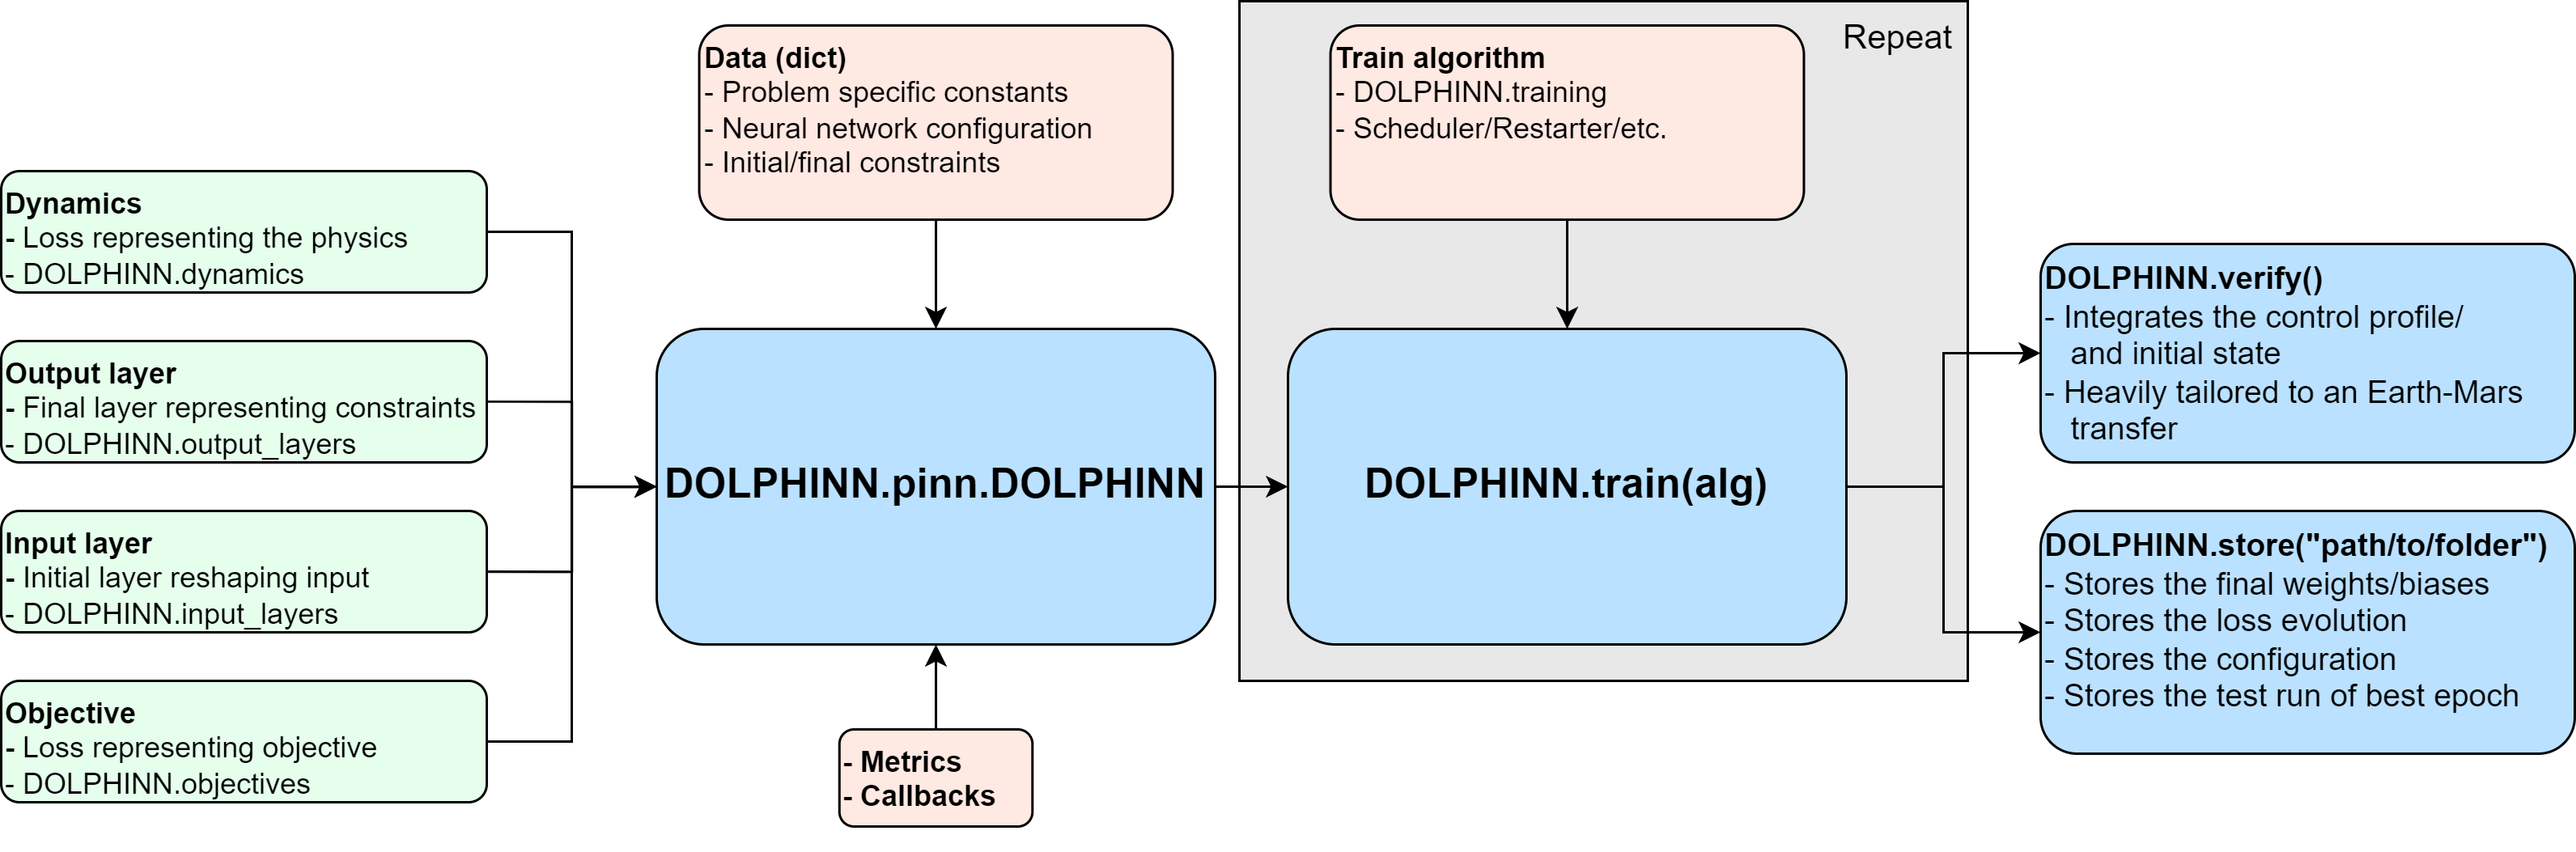 Dynamics
- Loss representing the physics
- DOLPHINN.dynamics
Output layer
- Final layer representing constraints
- DOLPHINN.output_layers
Input layer
- Initial layer reshaping input
- DOLPHINN.input_layers
Objective
- Loss representing objective
- DOLPHINN.objectives
Data (dict)
- Problem specific constants
- Neural network configuration
- Initial/final constraints
DOLPHINN.pinn.DOLPHINN
- Metrics
- Callbacks
Repeat
Train algorithm
- DOLPHINN.training
- Scheduler/Restarter/etc.
DOLPHINN.train(alg)
DOLPHINN.verify()
- Integrates the control profile/
and initial state
- Heavily tailored to an Earth-Mars
transfer
DOLPHINN.store("path/to/folder")
- Stores the final weights/biases
- Stores the loss evolution
- Stores the configuration
- Stores the test run of best epoch